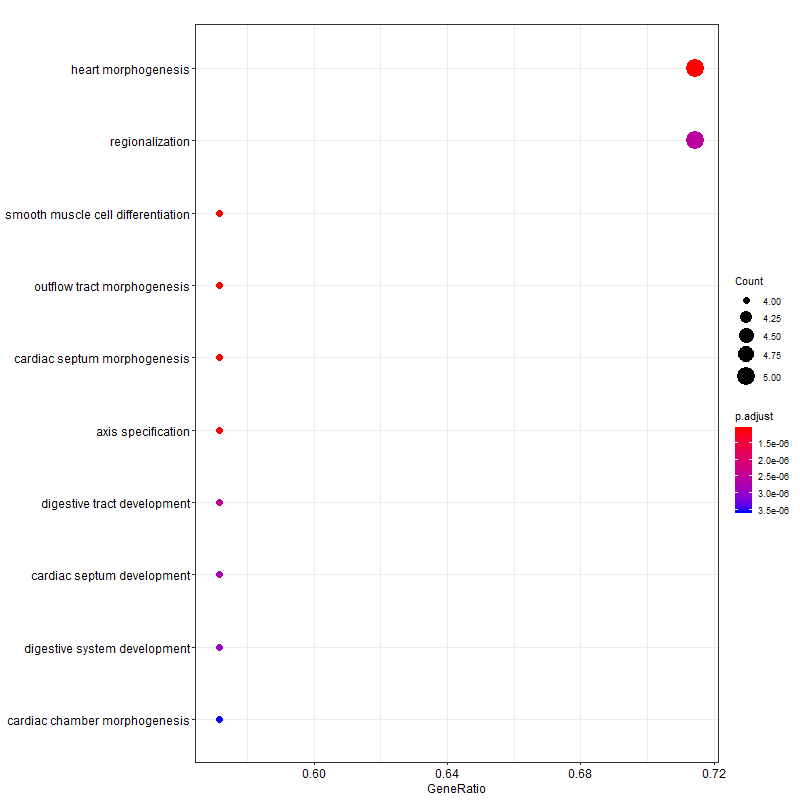 heart morphogenesis
regionalization
smooth muscle cell differentiation
outflow tract morphogenesis
cardiac septum morphogenesis
axis specification
digestive tract development
cardiac septum development
digestive system development
cardiac chamber morphogenesis
0.60 0.64 0.68 0.72
GeneRatio
Count
4.00
4.25
4.50
4.75
5.00
p.adjust
1.5e-06
2.0e-06
2.5e-06
3.0e-06
3.5e-06